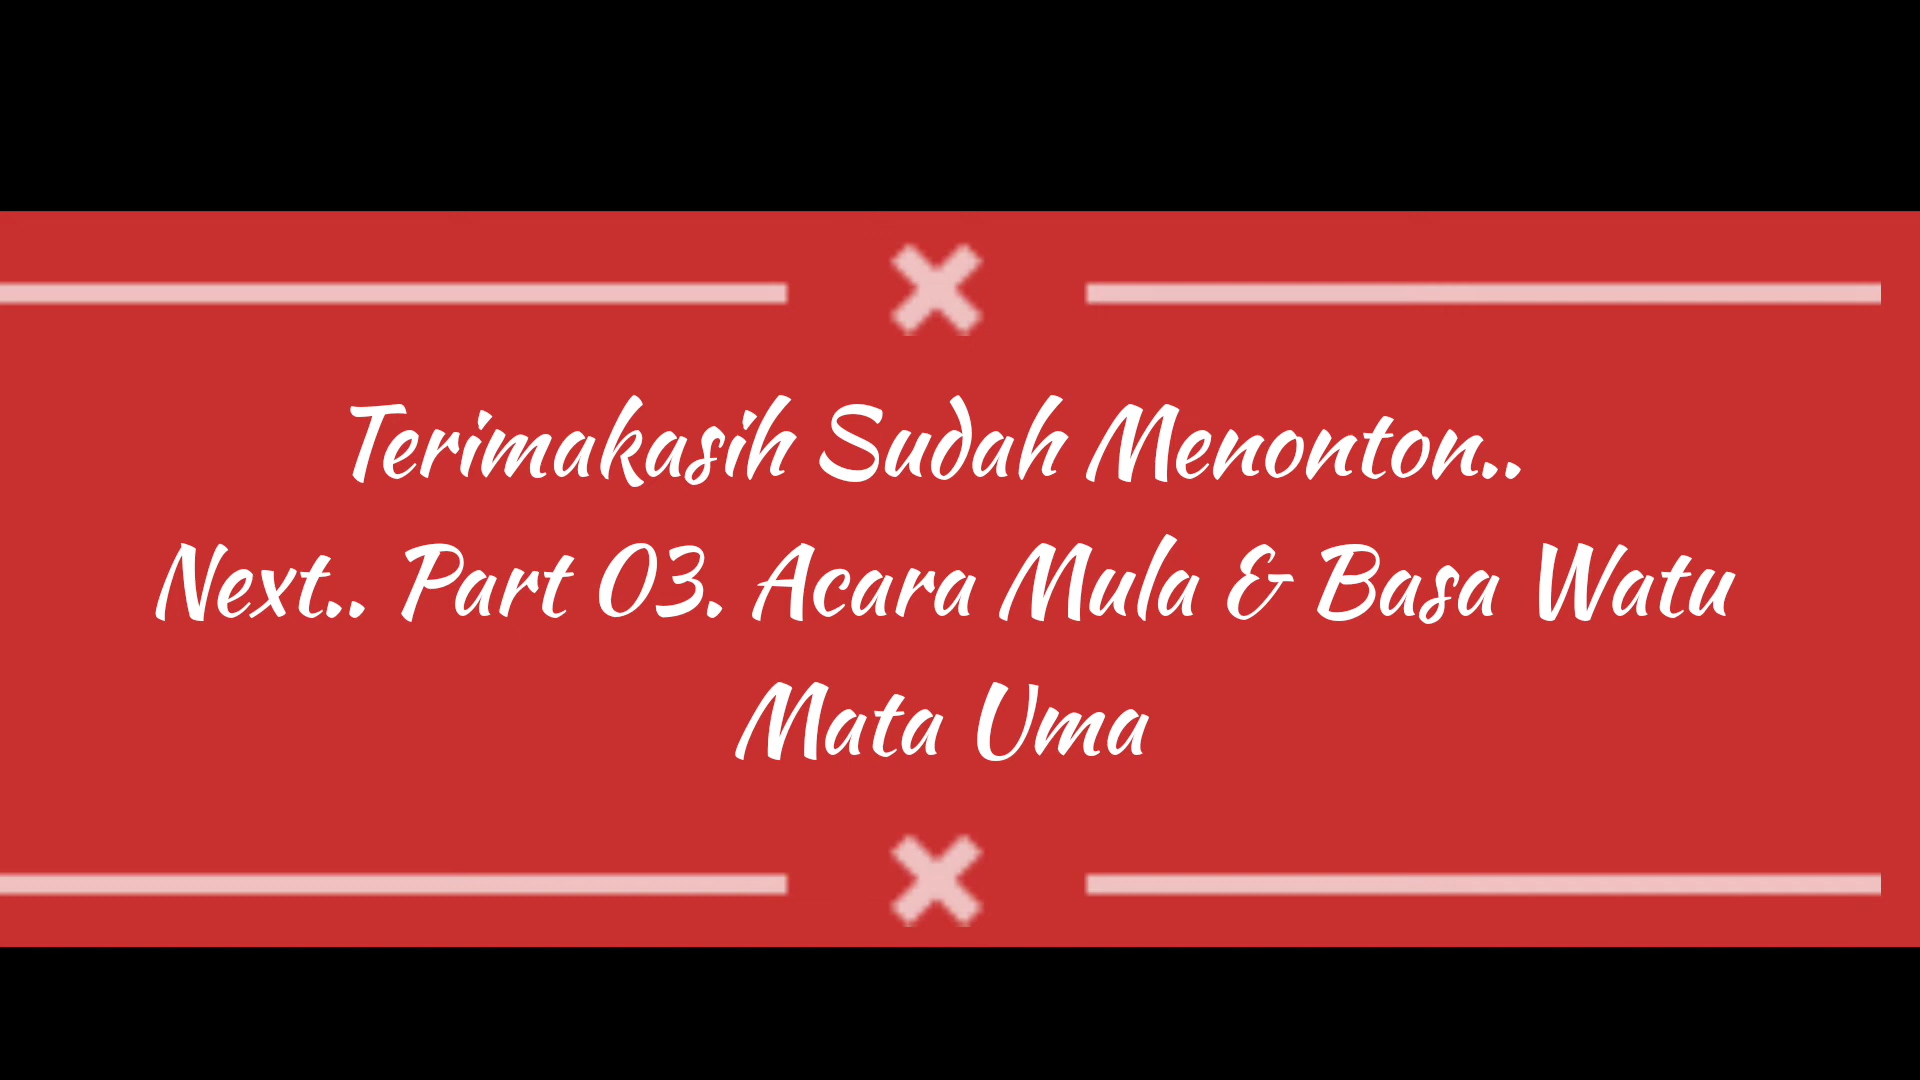 Terimakasih Sudah Menonton..
Next.. Part 03. Acara Mula & Basa Watu
Mata Uma